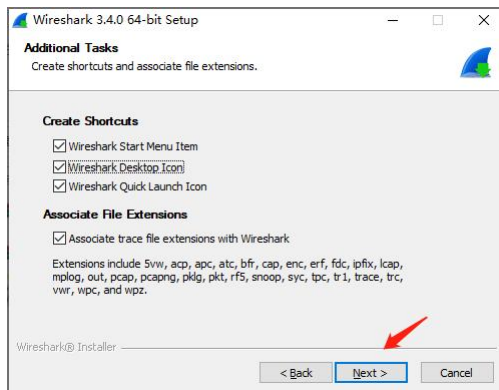 Wireshark 3.4.0 64-bit Setup
Additional Tasks
Create shortcuts and associate file extensions.
Create Shortcuts
Wireshark Start Menu Item
Wireshark Desktop Icon
Wireshark Quick Launch Icon
Associate File Extensions
Associate trace file extensions with Wireshark
Extensions include 5vw, acp, apc, atc, bfr, cap, enc, erf, fdc, ipfix, lcap,
mplog, out, pcap, pcapng, pklg, pkt, rf5, snoop, syc, tpc, tr1, trace, trc,
vwr, wpc, and wpz.
Wireshark® Installer
< Back Next > Cancel